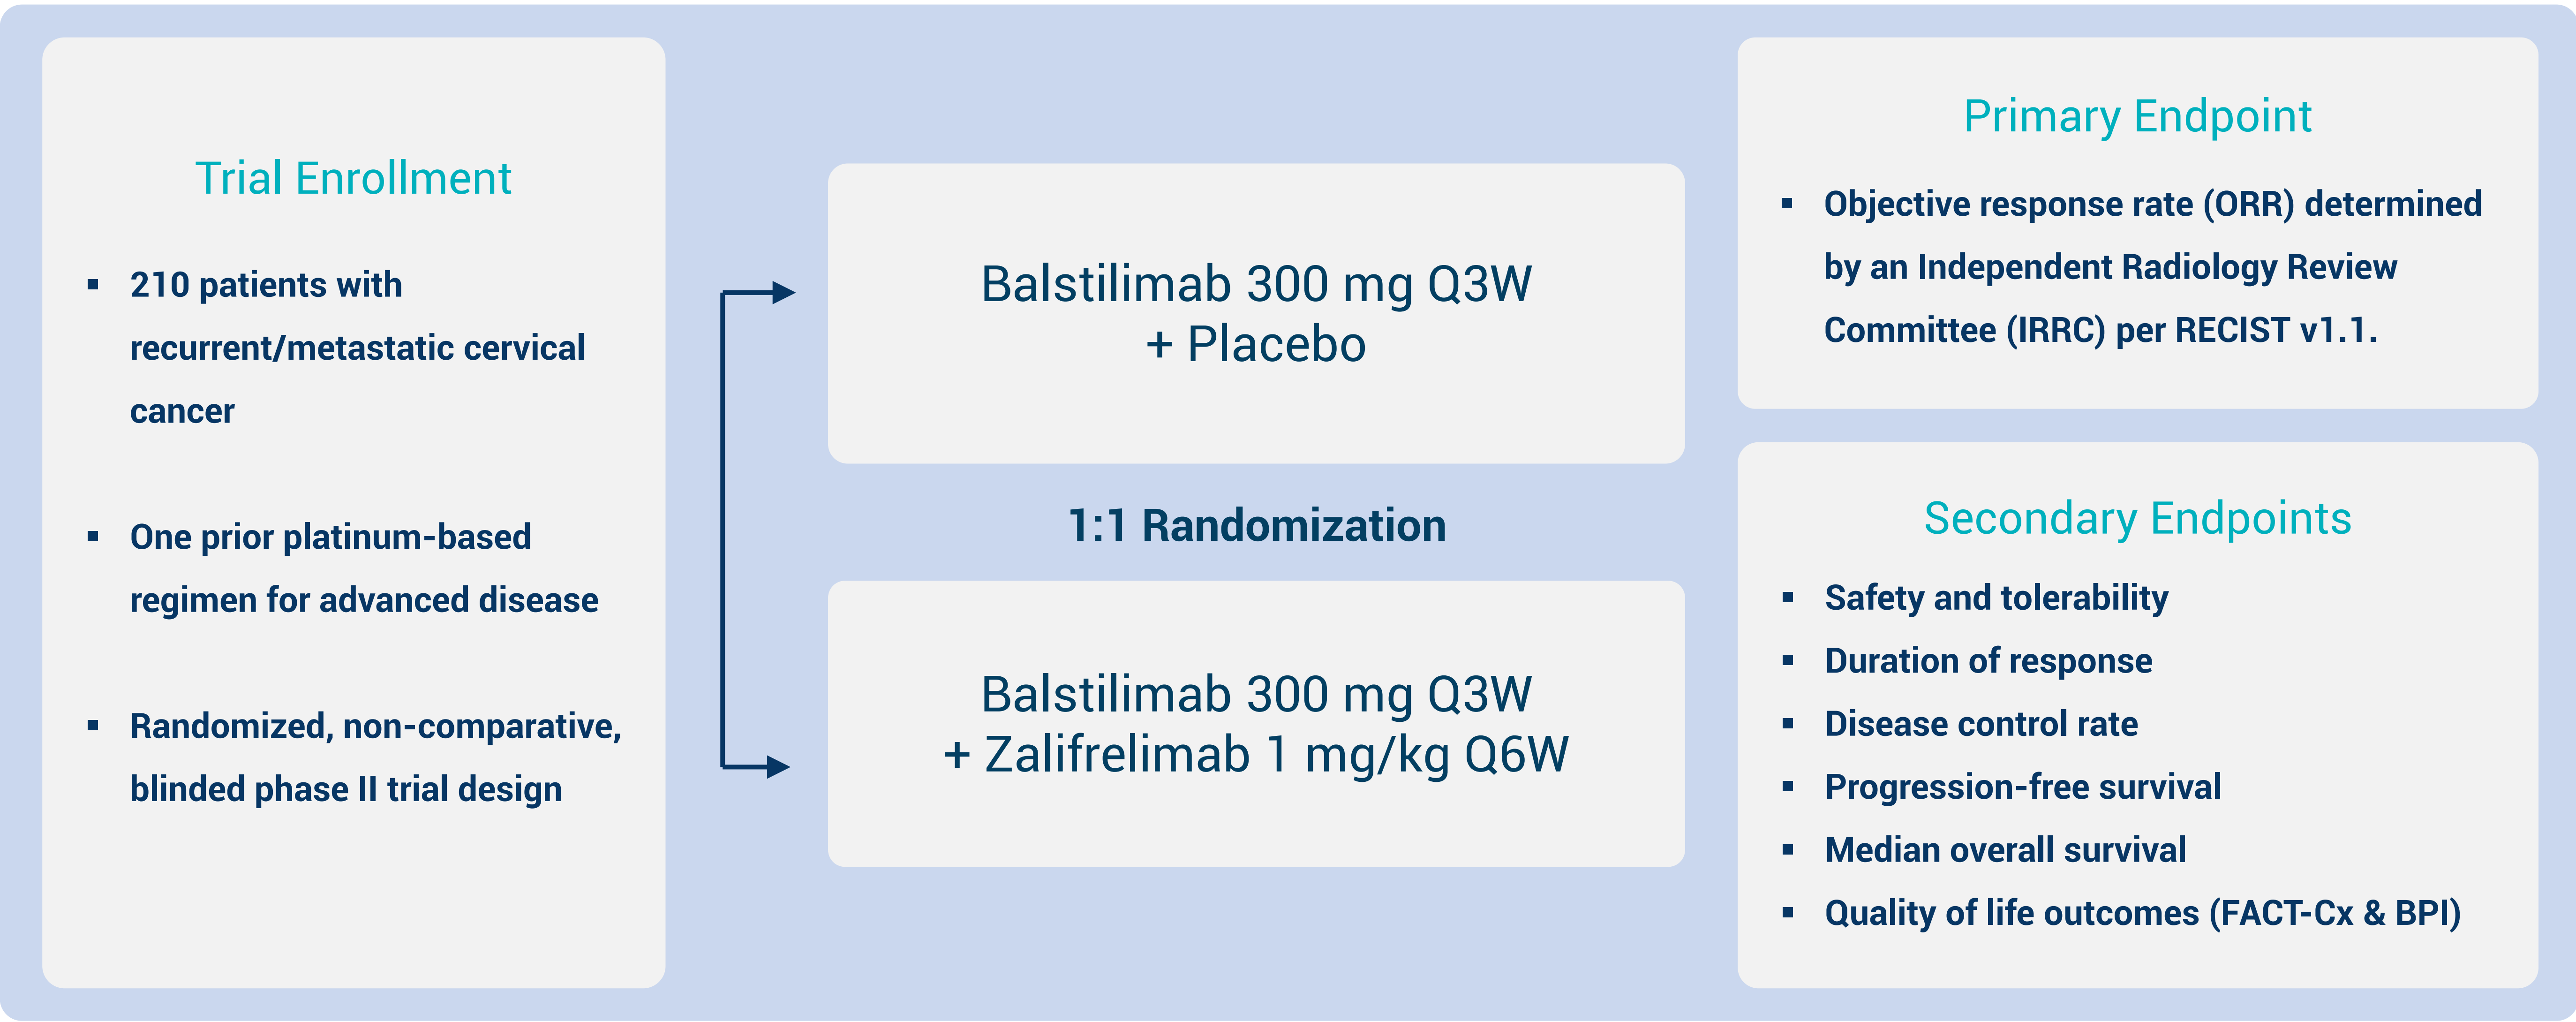 Trial Enrollment
▪ 210 patients with
recurrent/metastatic cervical
cancer
▪ One prior platinum-based
regimen for advanced disease
▪ Randomized, non-comparative,
blinded phase II trial design
Balstilimab 300 mg Q3W
+ Placebo
1:1 Randomization
Balstilimab 300 mg Q3W
+ Zalifrelimab 1 mg/kg Q6W
Primary Endpoint
▪ Objective response rate (ORR) determined
by an Independent Radiology Review
Committee (IRRC) per RECIST v1.1.
Secondary Endpoints
▪ Safety and tolerability
▪ Duration of response
▪ Disease control rate
▪ Progression-free survival
▪ Median overall survival
▪ Quality of life outcomes (FACT-Cx & BPI)